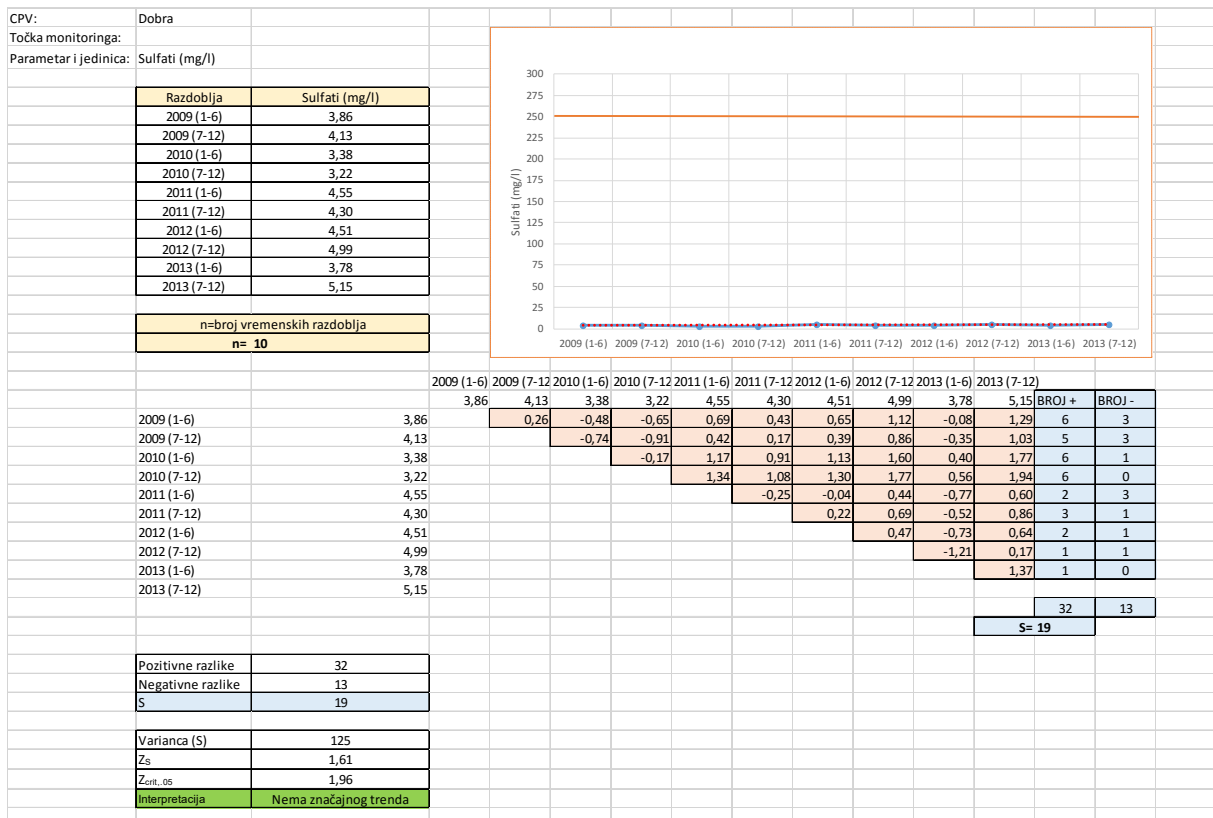 CPV: Dobra
Točka monitoringa:
Parametar i jedinica: Sulfati (mg/l)
Razdoblja Sulfati (mg/l)
2009 (1-6) 3,86
2009 (7-12) 4,13
2010 (1-6) 3,38
2010 (7-12) 3,22
2011 (1-6) 4,55
2011 (7-12) 4,30
2012 (1-6) 4,51
2012 (7-12) 4,99
2013 (1-6) 3,78
2013 (7-12) 5,15
n=broj vremenskih razdoblja
n= 10
Sulfati (mg/l)
300
275
250
225
200
175
150
125
100
75
50
25
0
2009 (1-6) 2009 (7-12) 2010 (1-6) 2010 (7-12) 2011 (1-6) 2011 (7-12) 2012 (1-6) 2012 (7-12) 2013 (1-6) 2013 (7-12)
2009 (1-6) 2009 (7-12 2010 (1-6) 2010 (7-12 2011 (1-6) 2011 (7-12 2012 (1-6) 2012 (7-12 2013 (1-6) 2013 (7-12)
3,86 4,13 3,38 3,22 4,55 4,30 4,51 4,99 3,78 5,15 BROJ + BROJ -
2009 (1-6) 3,86 0,26 -0,48 -0,65 0,69 0,43 0,65 1,12 -0,08 1,29 6 3
2009 (7-12) 4,13 -0,74 -0,91 0,42 0,17 0,39 0,86 -0,35 1,03 5 3
2010 (1-6) 3,38 -0,17 1,17 0,91 1,13 1,60 0,40 1,77 6 1
2010 (7-12) 3,22 1,34 1,08 1,30 1,77 0,56 1,94 6 0
2011 (1-6) 4,55 -0,25 -0,04 0,44 -0,77 0,60 2 3
2011 (7-12) 4,30 0,22 0,69 -0,52 0,86 3 1
2012 (1-6) 4,51 0,47 -0,73 0,64 2 1
2012 (7-12) 4,99 -1,21 0,17 1 1
2013 (1-6) 3,78 1,37 1 0
2013 (7-12) 5,15
32 13
S= 19
Pozitivne razlike 32
Negativne razlike 13
S 19
Varianca (S) 125
Zs 1,61
Zcrit,.05 1,96
Interpretacija Nema značajnog trenda